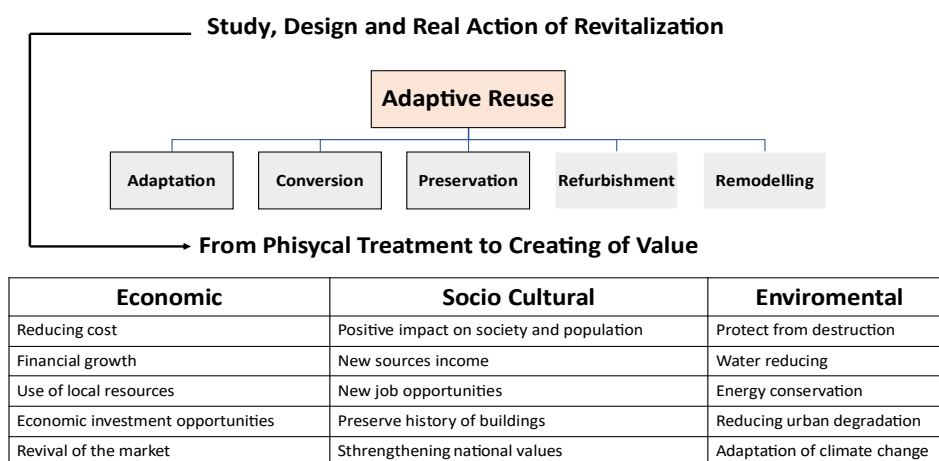 Study, Design and Real Action of Revitalization
Adaptive Reuse
Adaptation Conversion Preservation Refurbishment Remodelling
From Phisycal Treatment to Creating of Value
Economic Socio Cultural Enviromental
Reducing cost Positive impact on society and population Protect from destruction
Financial growth New sources income Water reducing
Use of local resources New job opportunities Energy conservation
Economic investment opportunities Preserve history of buildings Reducing urban degradation
Revival of the market Sthrengthening national values Adaptation of climate change